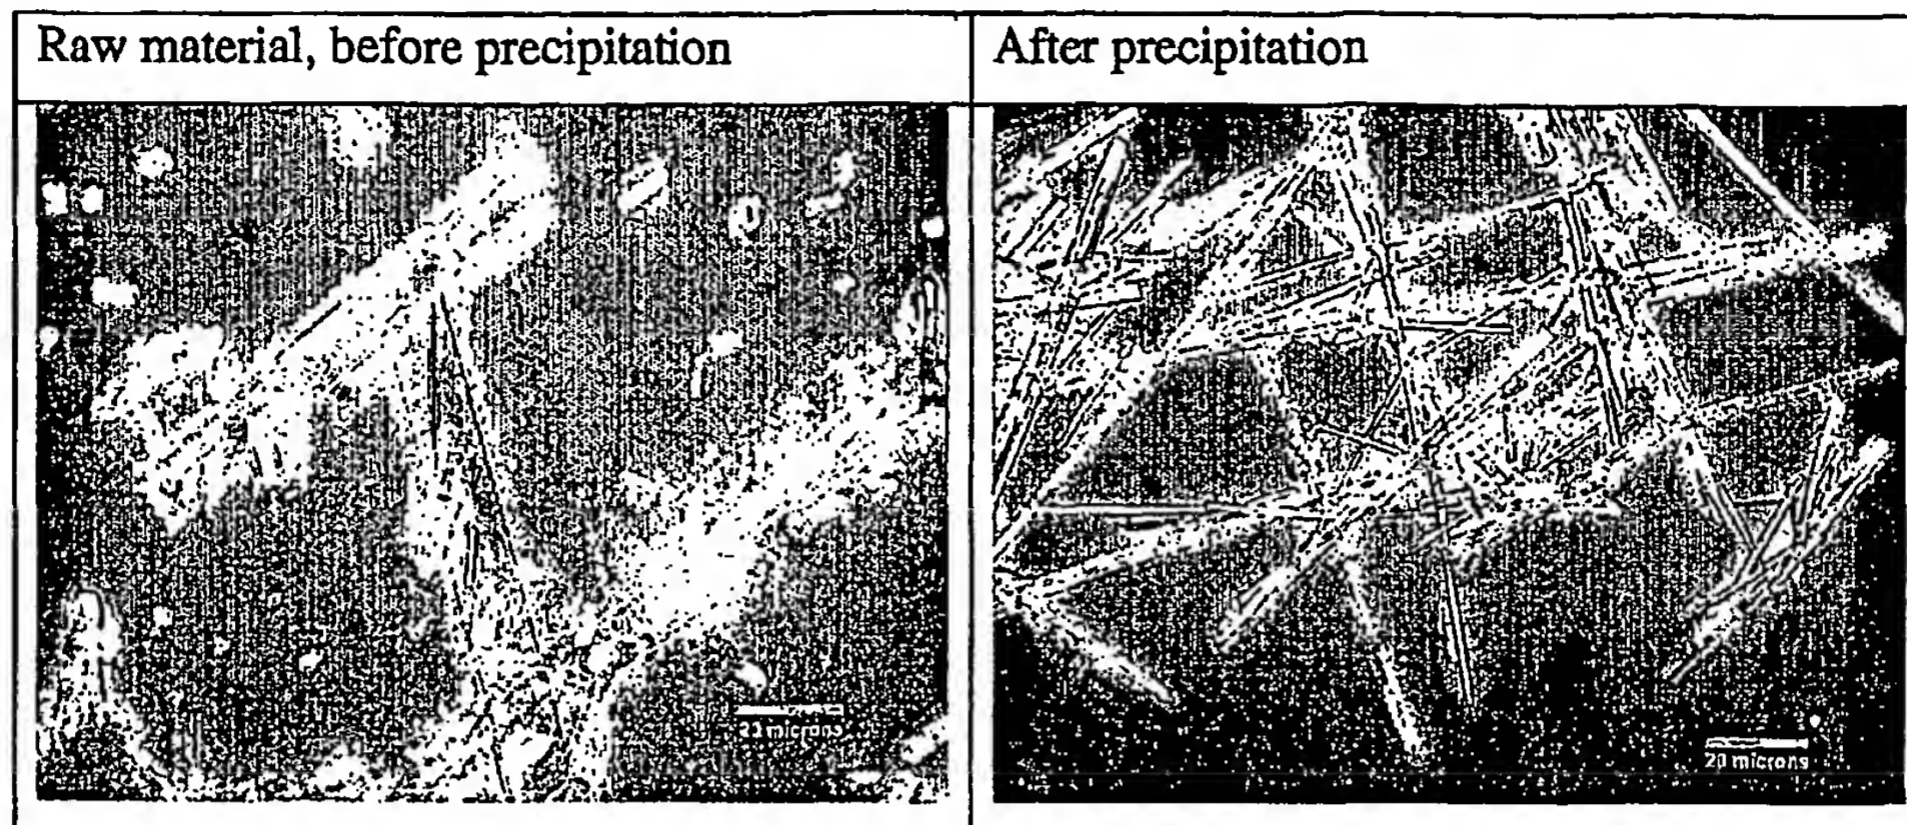 Raw material, before precipitation
After precipitation
microns
20 microns